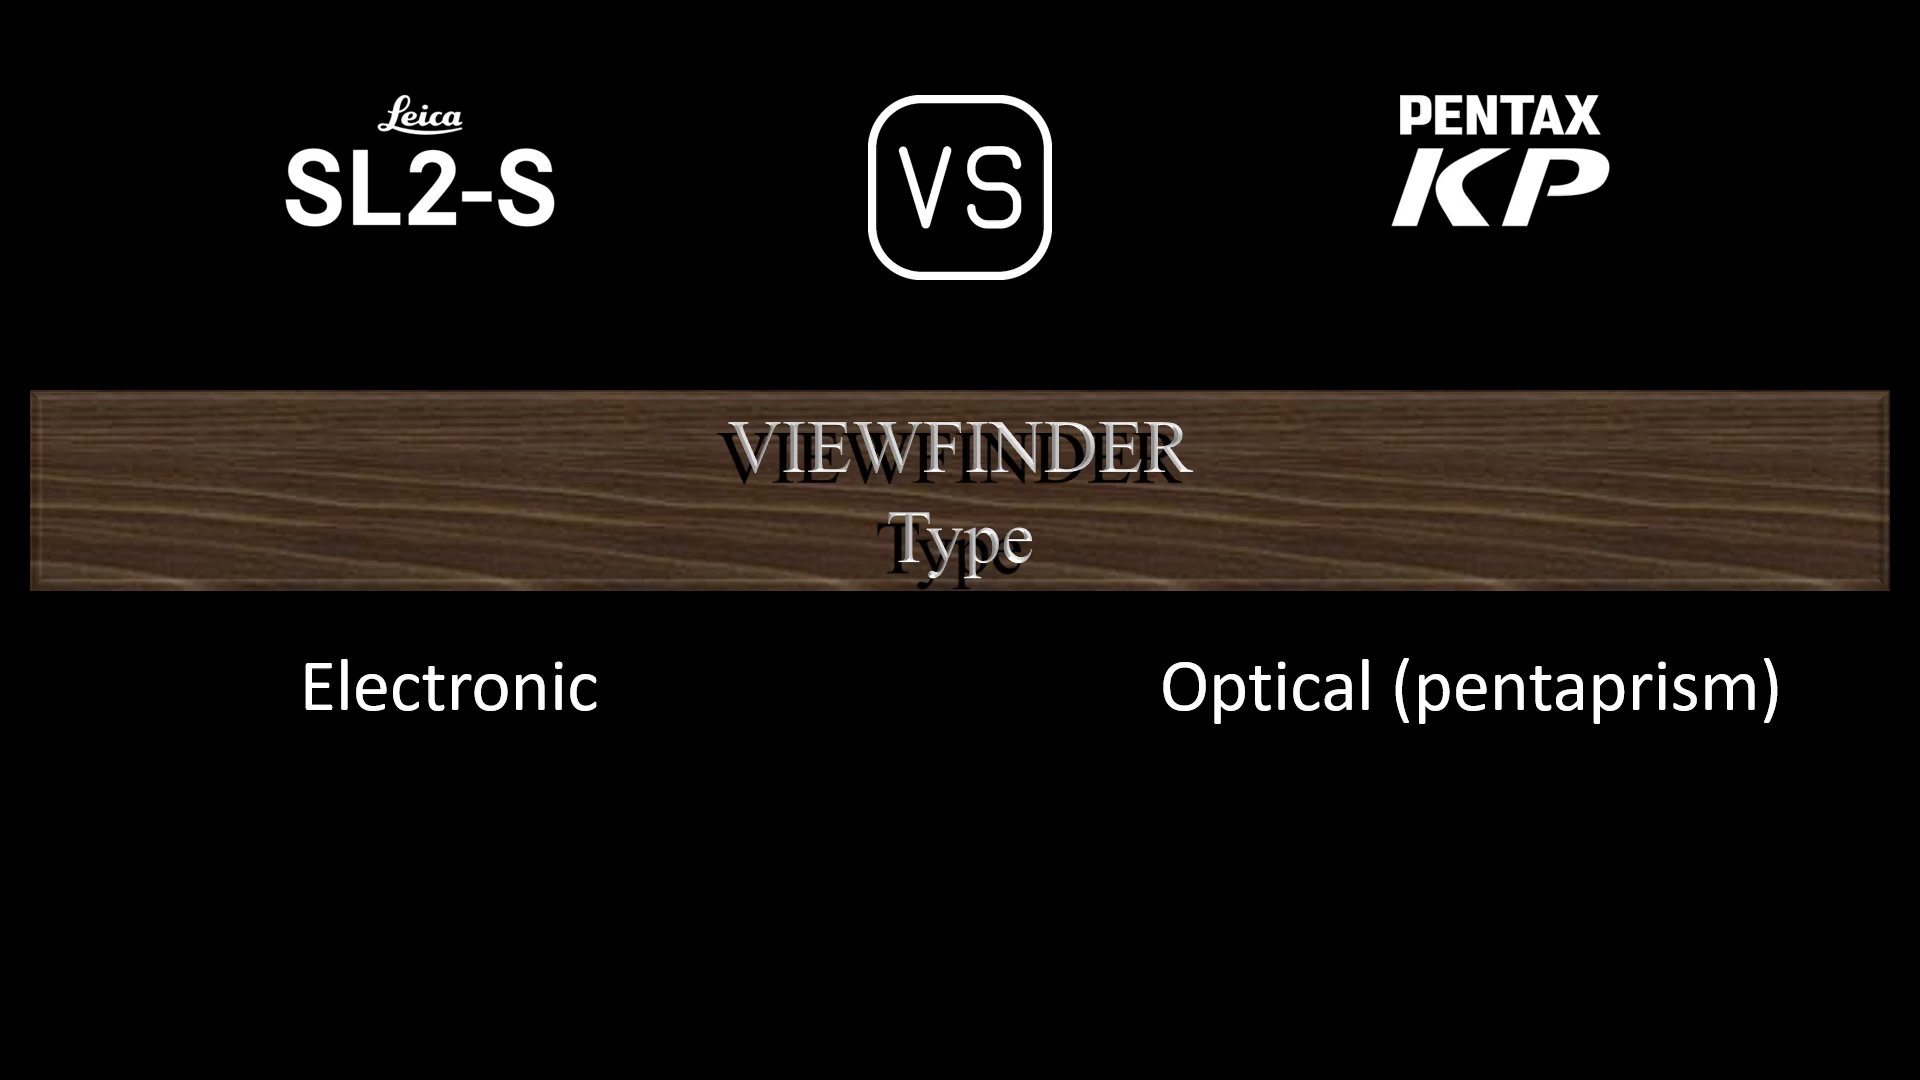 Leica
SL2-S
VS
PENTAX
KP
VIEWFINDER
Type
Electronic
Optical (pentaprism)